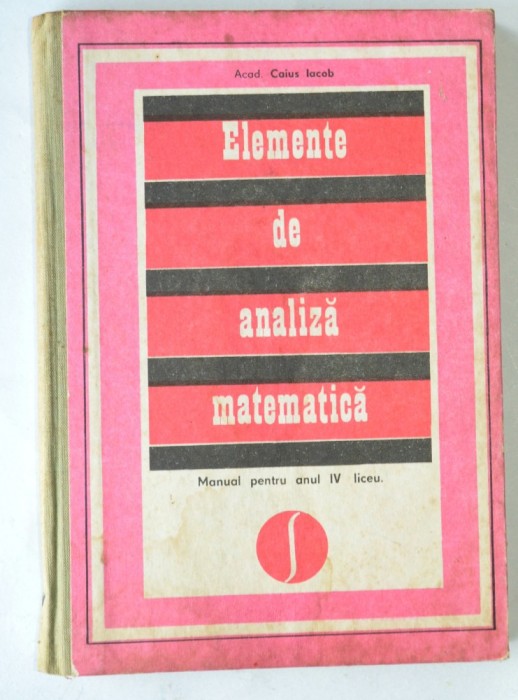 Acad. Caius Iacob
Elemente
de
analiză
matematică
Manual pentru anul IV liceu.